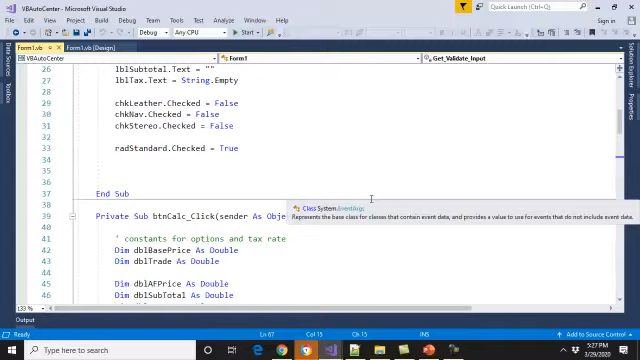 VBAutoCenter - Microsoft Visual Studio
Quick Launch (Ctrl+Q)
File Edit View Project Build Debug Team Tools Test Analyze Window Help
Sign in
Debug Any CPU Start
Form1.vb Form1.vb [Design]
VBAutoCenter Form1 Get_Validate_Input
Data Sources
Toolbox
Solution Explorer
Properties
26 lblSubtotal.Text = ""
27 lblTax.Text = String.Empty
28
29 chkLeather.Checked = False
30 chkNav.Checked = False
31 chkStereo.Checked = False
32
33 radStandard.Checked = True
34
35
36
37 End Sub
38
39 Private Sub btnCalc_Click(sender As Obje
Class System.EventArgs
Represents the base class for classes that contain event data, and provides a value to use for events that do not include event data.
40
41 ' constants for options and tax rate
42 Dim dblBasePrice As Double
43 Dim dblTrade As Double
44
45 Dim dblAFPrice As Double
46 Dim dblSubTotal As Double
133 %
Output
Ready Ln 67 Col 15 Ch 15 INS Add to Source Control
Type here to search
5:27 PM
3/29/2020